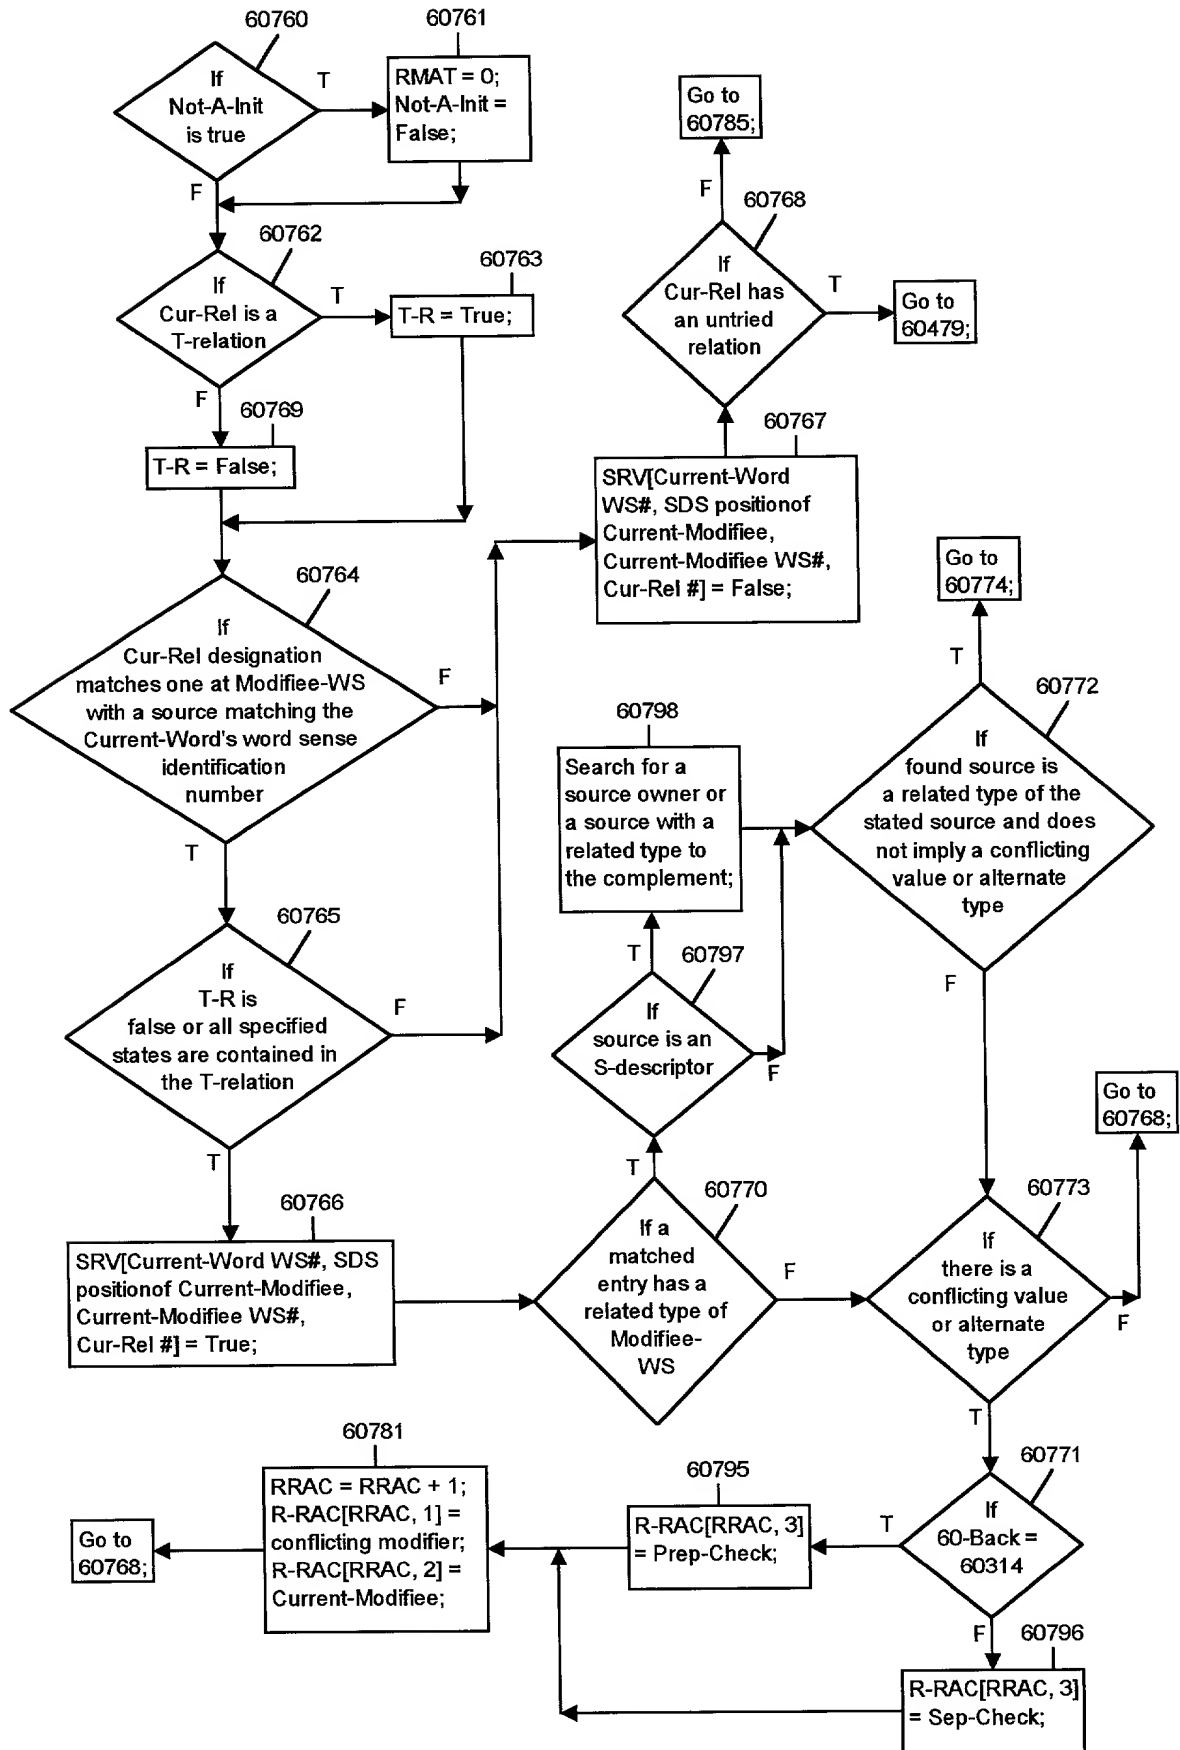 60760
If
Not-A-Init
is true
T
F
60761
RMAT = 0;
Not-A-Init =
False;
60762
If
Cur-Rel is a
T-relation
T
F
60763
T-R = True;
60769
T-R = False;
60764
If
Cur-Rel designation
matches one at Modifiee-WS
with a source matching the
Current-Word's word sense
identification
number
F
T
60765
If
T-R is
false or all specified
states are contained in
the T-relation
F
T
60766
SRV[Current-Word WS#, SDS
positionof Current-Modifiee,
Current-Modifiee WS#,
Cur-Rel #] = True;
Go to
60785;
F
60768
If
Cur-Rel has
an untried
relation
T
Go to
60479;
60767
SRV[Current-Word
WS#, SDS positionof
Current-Modifiee,
Current-Modifiee WS#,
Cur-Rel #] = False;
Go to
60774;
T
60772
If
found source is
a related type of the
stated source and does
not imply a conflicting
value or alternate
type
F
60798
Search for a
source owner or
a source with a
related type to
the complement;
T
60797
If
source is an
S-descriptor
F
T
60770
If a
matched
entry has a
related type of
Modifiee-
WS
F
Go to
60768;
60773
If
there is a
conflicting value
or alternate
type
F
T
60771
If
60-Back =
60314
T
F
60795
R-RAC[RRAC, 3]
= Prep-Check;
60796
R-RAC[RRAC, 3]
= Sep-Check;
60781
RRAC = RRAC + 1;
R-RAC[RRAC, 1] =
conflicting modifier;
R-RAC[RRAC, 2] =
Current-Modifiee;
Go to
60768;